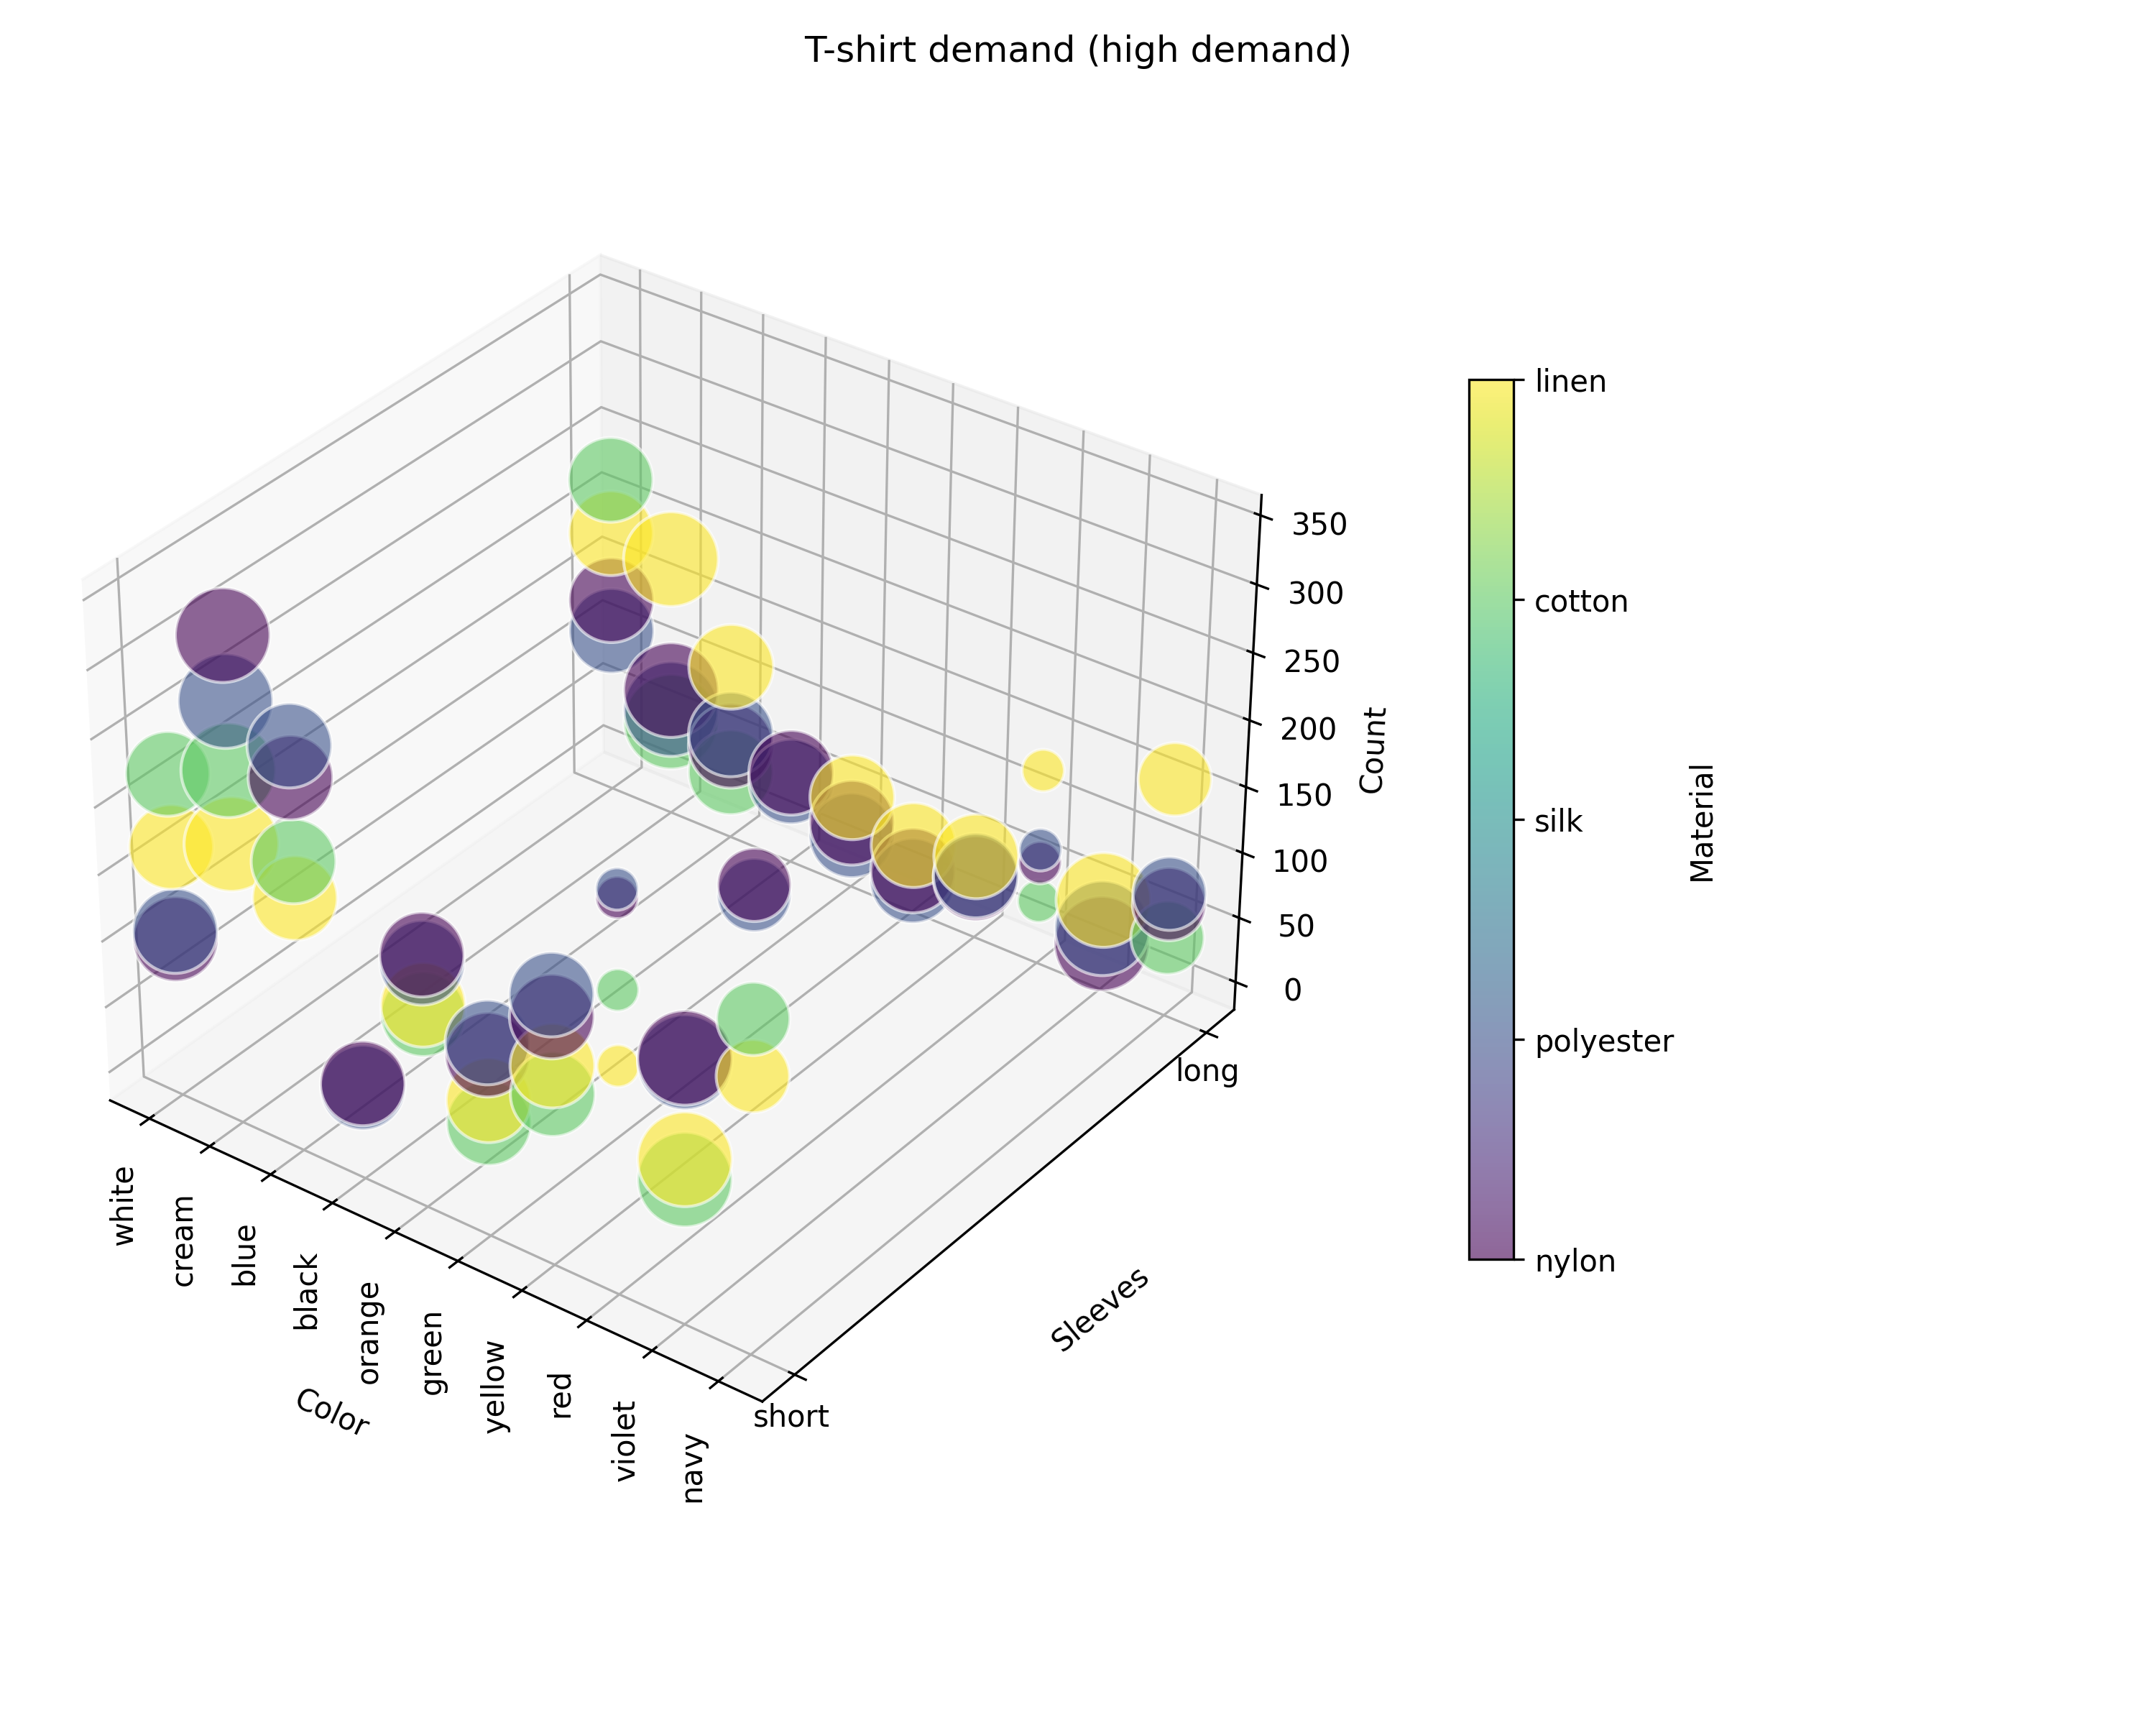 T-shirt demand (high demand)
350
300
250
200
150
100
50
0
Count
long
short
Sleeves
white
cream
blue
black
orange
green
yellow
red
violet
navy
Color
linen
cotton
silk
polyester
nylon
Material